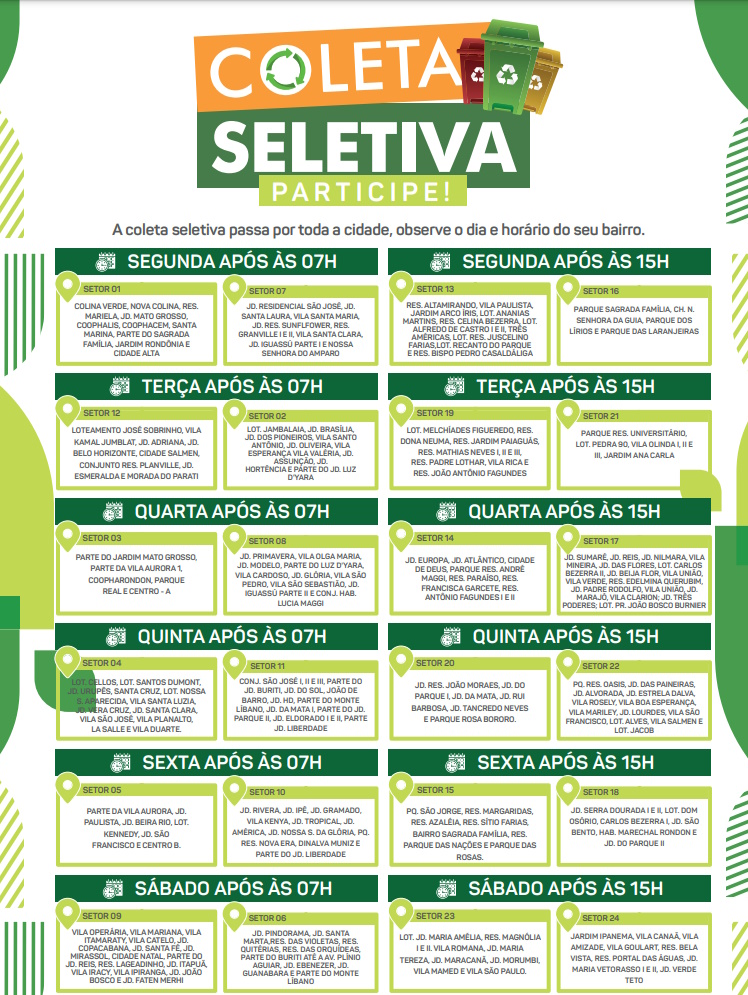 COLETA
SELETIVA
PARTICIPE!
A coleta seletiva passa por toda a cidade, observe o dia e horário do seu bairro.
SEGUNDA APÓS ÀS 07H
SETOR 01
COLINA VERDE, NOVA COLINA, RES.
MARIELA, JD. MATO GROSSO,
COOPHALIS, COOPHACEM, SANTA
MARINA, PARTE DO SAGRADA
FAMÍLIA, JARDIM RONDÔNIA E
CIDADE ALTA
SETOR 07
JD. RESIDENCIAL SÃO JOSÉ, JD.
SANTA LAURA, VILA SANTA MARIA,
JD. RES. SUNFLOWER, RES.
GRANVILLE I E II, VILA SANTA CLARA,
JD. IGUASSÚ PARTE I E NOSSA
SENHORA DO AMPARO
SEGUNDA APÓS ÀS 15H
SETOR 13
RES. ALTAMIRANDO, VILA PAULISTA,
JARDIM ARCO ÍRIS, LOT. ANANIAS
MARTINS, RES. CELINA BEZERRA, LOT.
ALFREDO DE CASTRO I E II, TRÊS
AMÉRICAS, LOT. RES. JUSCELINO
FARIAS,LOT. RECANTO DO PARQUE
E RES. BISPO PEDRO CASALDÁLIGA
SETOR 16
PARQUE SAGRADA FAMÍLIA, CH. N.
SENHORA DA GUIA, PARQUE DOS
LÍRIOS E PARQUE DAS LARANJEIRAS
TERÇA APÓS ÀS 07H
SETOR 12
LOTEAMENTO JOSÉ SOBRINHO, VILA
KAMAL JUMBLAT, JD. ADRIANA, JD.
BELO HORIZONTE, CIDADE SALMEN,
CONJUNTO RES. PLANVILLE, JD.
ESMERALDA E MORADA DO PARATI
SETOR 02
LOT. JAMBALAIA, JD. BRASÍLIA,
JD. DOS PIONEIROS, VILA SANTO
ANTÔNIO, JD. OLIVEIRA, VILA
ESPERANÇA VILA VALÉRIA, JD.
ASSUNÇÃO, JD.
HORTÊNCIA E PARTE DO JD. LUZ
D'YARA
TERÇA APÓS ÀS 15H
SETOR 19
LOT. MELCHÍADES FIGUEREDO, RES.
DONA NEUMA, RES. JARDIM PAIAGUÁS,
RES. MATHIAS NEVES I, II E III,
RES. PADRE LOTHAR, VILA RICA E
RES. JOÃO ANTÔNIO FAGUNDES
SETOR 21
PARQUE RES. UNIVERSITÁRIO,
LOT. PEDRA 90, VILA OLINDA I, II E
III, JARDIM ANA CARLA
QUARTA APÓS ÀS 07H
SETOR 03
PARTE DO JARDIM MATO GROSSO,
PARTE DA VILA AURORA 1,
COOPHARONDON, PARQUE
REAL E CENTRO - A
SETOR 08
JD. PRIMAVERA, VILA OLGA MARIA,
JD. MODELO, PARTE DO LUZ D'YARA,
VILA CARDOSO, JD. GLÓRIA, VILA SÃO
PEDRO, VILA SÃO SEBASTIÃO, JD.
IGUASSÚ PARTE II E CONJ. HAB.
LUCIA MAGGI
QUARTA APÓS ÀS 15H
SETOR 14
JD. EUROPA, JD. ATLÂNTICO, CIDADE
DE DEUS, PARQUE RES. ANDRÉ
MAGGI, RES. PARAÍSO, RES.
FRANCISCA GARCETE, RES.
ANTÔNIO FAGUNDES I E II
SETOR 17
JD. SUMARÉ, JD. REIS, JD. NILMARA, VILA
MINEIRA, JD. DAS FLORES, LOT. CARLOS
BEZERRA II, JD. BEIJA FLOR, VILA UNIÃO,
VILA VERDE, RES. EDELMINA QUERUBIM,
JD. PADRE RODOLFO, VILA UNIÃO, JD.
MARAJÓ, VILA CLARION; JD. TRÊS
PODERES; LOT. PR. JOÃO BOSCO BURNIER
QUINTA APÓS ÀS 07H
SETOR 04
LOT. CELLOS, LOT. SANTOS DUMONT,
JD. URUPÊS, SANTA CRUZ, LOT. NOSSA
S. APARECIDA, VILA SANTA LUZIA,
JD. VERA CRUZ, JD. SANTA CLARA,
VILA SÃO JOSÉ, VILA PLANALTO,
LA SALLE E VILA DUARTE.
SETOR 11
CONJ. SÃO JOSÉ I, II E III, PARTE DO
JD. BURITI, JD. DO SOL, JOÃO DE
BARRO, JD. HD, PARTE DO MONTE
LÍBANO, JD. DA MATA I, PARTE DO JD.
PARQUE II, JD. ELDORADO I E II, PARTE
JD. LIBERDADE
QUINTA APÓS ÀS 15H
SETOR 20
JD. RES. JOÃO MORAES, JD. DO
PARQUE I, JD. DA MATA, JD. RUI
BARBOSA, JD. TANCREDO NEVES
E PARQUE ROSA BORORO.
SETOR 22
PQ. RES. OASIS, JD. DAS PAINEIRAS,
JD. ALVORADA, JD. ESTRELA DALVA,
VILA ROSELY, VILA BOA ESPERANÇA,
VILA MARILEY, JD. LOURDES, VILA SÃO
FRANCISCO, LOT. ALVES, VILA SALMEN E
LOT. JACOB
SEXTA APÓS ÀS 07H
SETOR 05
PARTE DA VILA AURORA, JD.
PAULISTA, JD. BEIRA RIO, LOT.
KENNEDY, JD. SÃO
FRANCISCO E CENTRO B.
SETOR 10
JD. RIVERA, JD. IPÊ, JD. GRAMADO,
VILA KENYA, JD. TROPICAL, JD.
AMÉRICA, JD. NOSSA S. DA GLÓRIA, PQ.
RES. NOVA ERA, DINALVA MUNIZ E
PARTE DO JD. LIBERDADE
SEXTA APÓS ÀS 15H
SETOR 15
PQ. SÃO JORGE, RES. MARGARIDAS,
RES. AZALÉIA, RES. SÍTIO FARIAS,
BAIRRO SAGRADA FAMÍLIA, RES.
PARQUE DAS NAÇÕES E PARQUE DAS
ROSAS.
SETOR 18
JD. SERRA DOURADA I E II, LOT. DOM
OSÓRIO, CARLOS BEZERRA I, JD. SÃO
BENTO, HAB. MARECHAL RONDON E
JD. DO PARQUE II
SÁBADO APÓS ÀS 07H
SETOR 09
VILA OPERÁRIA, VILA MARIANA, VILA
ITAMARATY, VILA CATELO, JD.
COPACABANA, JD. SANTA FÉ, JD.
MIRASSOL, CIDADE NATAL, PARTE DO
JD. REIS, RES. LAGEADINHO, JD. ITAPUÃ,
VILA IRACY, VILA IPIRANGA, JD. JOÃO
BOSCO E JD. FATEN MERHI
SETOR 06
JD. PINDORAMA, JD. SANTA
MARTA,RES. DAS VIOLETAS, RES.
QUITÉRIAS, RES. DAS ORQUÍDEAS,
PARTE DO BURITI ATÉ A AV. PLÍNIO
AGUIAR, JD. EBENEZER, JD.
GUANABARA E PARTE DO MONTE
LÍBANO
SÁBADO APÓS ÀS 15H
SETOR 23
LOT. JD. MARIA AMÉLIA, RES. MAGNÓLIA
I E II. VILA ROMANA, JD. MARIA
TEREZA, JD. MARACANÃ, JD. MORUMBI,
VILA MAMED E VILA SÃO PAULO.
SETOR 24
JARDIM IPANEMA, VILA CANAÃ, VILA
AMIZADE, VILA GOULART, RES. BELA
VISTA, RES. PORTAL DAS ÁGUAS, JD.
MARIA VETORASSO I E II, JD. VERDE
TETO